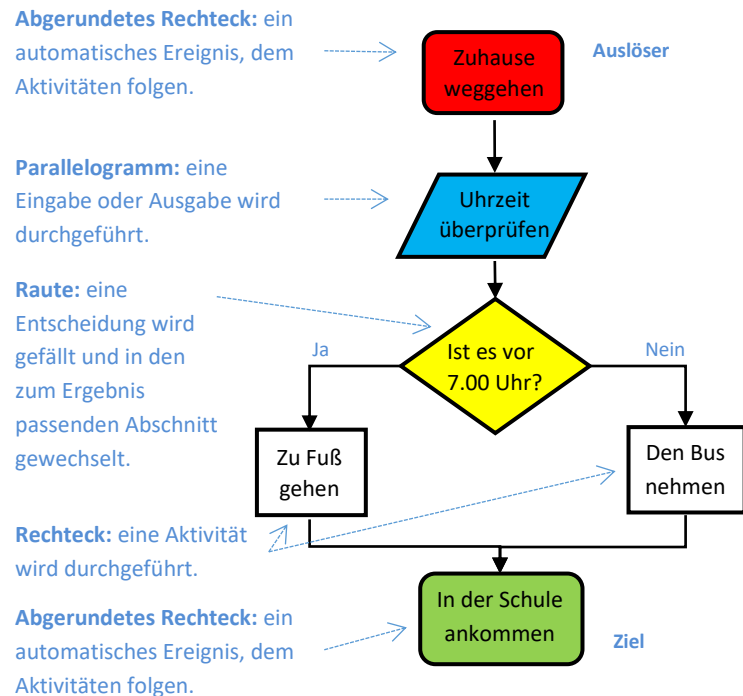 Abgerundetes Rechteck: ein
automatisches Ereignis, dem
Aktivitäten folgen.
Zuhause
weggehen
Auslöser
Parallelogramm: eine
Eingabe oder Ausgabe wird
durchgeführt.
Uhrzeit
überprüfen
Raute: eine
Entscheidung wird
gefällt und in den
zum Ergebnis
passenden Abschnitt
gewechselt.
Ja
Ist es vor
7.00 Uhr?
Nein
Zu Fuß
gehen
Den Bus
nehmen
Rechteck: eine Aktivität
wird durchgeführt.
Abgerundetes Rechteck: ein
automatisches Ereignis, dem
Aktivitäten folgen.
In der Schule
ankommen
Ziel